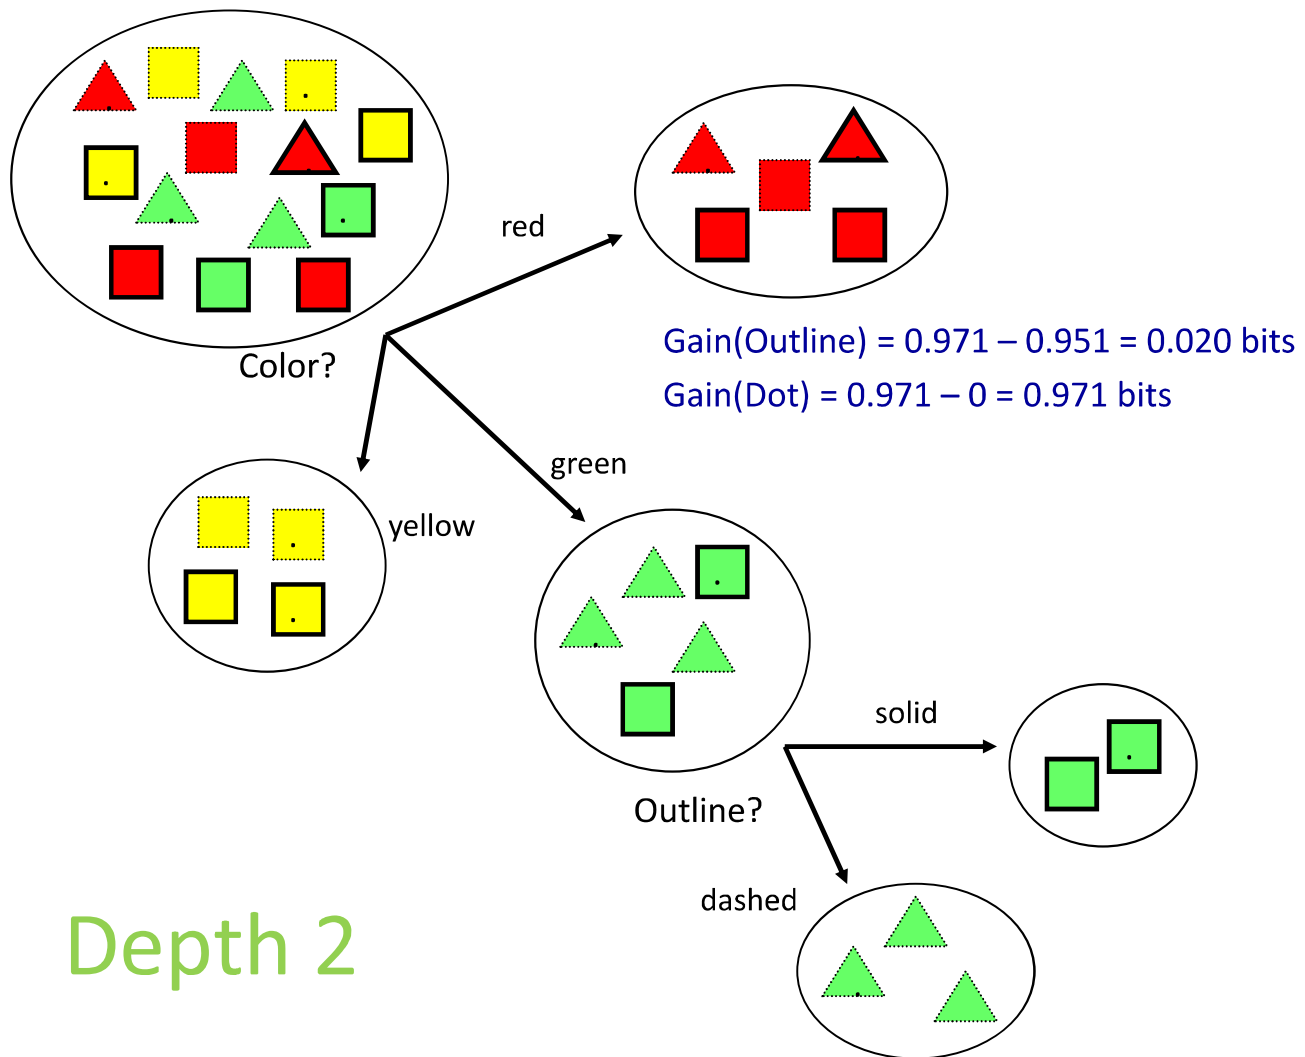 red
Color?
Gain(Outline) = 0.971 – 0.951 = 0.020 bits
Gain(Dot) = 0.971 – 0 = 0.971 bits
green
yellow
solid
Outline?
dashed
Depth 2